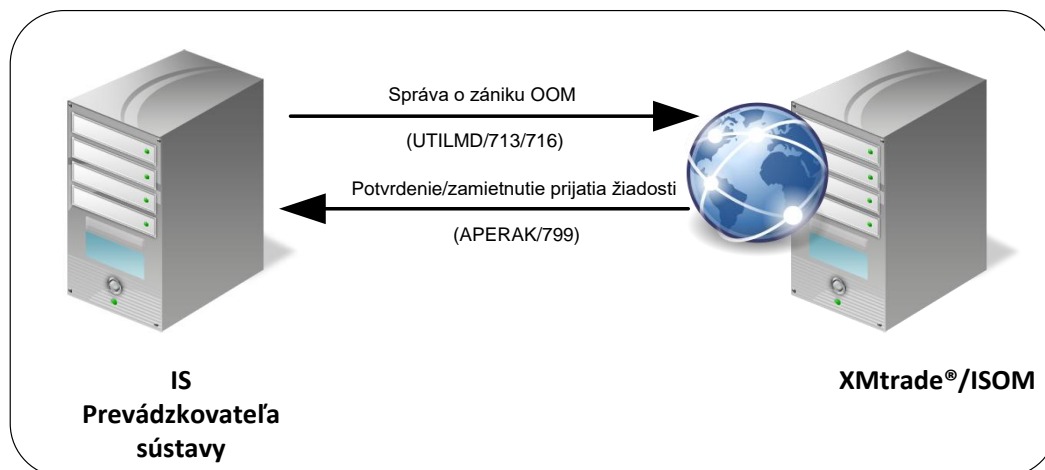 Správa o zániku OOM
(UTILMD/713/716)
Potvrdenie/zamietnutie prijatia žiadosti
(APERAK/799)
IS
Prevádzkovateľa
sústavy
XMtrade®/ISOM